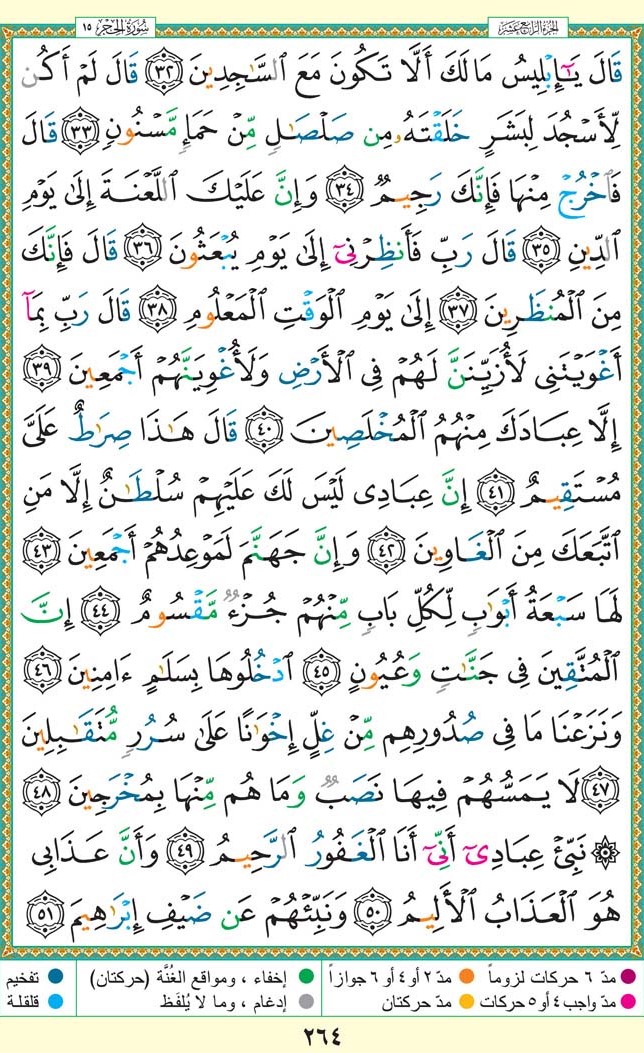 سُورَةُ الحِجر ١٥
الجزء الرابع عشر
قَالَ يَـٰٓإِبْلِيسُ مَا لَكَ أَلَّا تَكُونَ مَعَ ٱلسَّـٰجِدِينَ ٣٢ قَالَ لَمْ أَكُن
لِّأَسْجُدَ لِبَشَرٍ خَلَقْتَهُۥ مِن صَلْصَـٰلٍ مِّنْ حَمَإٍ مَّسْنُونٍ ٣٣ قَالَ
فَٱخْرُجْ مِنْهَا فَإِنَّكَ رَجِيمٌ ٣٤ وَإِنَّ عَلَيْكَ ٱللَّعْنَةَ إِلَىٰ يَوْمِ
ٱلدِّينِ ٣٥ قَالَ رَبِّ فَأَنظِرْنِىٓ إِلَىٰ يَوْمِ يُبْعَثُونَ ٣٦ قَالَ فَإِنَّكَ
مِنَ ٱلْمُنظَرِينَ ٣٧ إِلَىٰ يَوْمِ ٱلْوَقْتِ ٱلْمَعْلُومِ ٣٨ قَالَ رَبِّ بِمَآ
أَغْوَيْتَنِى لَأُزَيِّنَنَّ لَهُمْ فِى ٱلْأَرْضِ وَلَأُغْوِيَنَّهُمْ أَجْمَعِينَ ٣٩
إِلَّا عِبَادَكَ مِنْهُمُ ٱلْمُخْلَصِينَ ٤٠ قَالَ هَـٰذَا صِرَٰطٌ عَلَىَّ
مُسْتَقِيمٌ ٤١ إِنَّ عِبَادِى لَيْسَ لَكَ عَلَيْهِمْ سُلْطَـٰنٌ إِلَّا مَنِ
ٱتَّبَعَكَ مِنَ ٱلْغَاوِينَ ٤٢ وَإِنَّ جَهَنَّمَ لَمَوْعِدُهُمْ أَجْمَعِينَ ٤٣
لَهَا سَبْعَةُ أَبْوَٰبٍ لِّكُلِّ بَابٍ مِّنْهُمْ جُزْءٌ مَّقْسُومٌ ٤٤ إِنَّ
ٱلْمُتَّقِينَ فِى جَنَّـٰتٍ وَعُيُونٍ ٤٥ ٱدْخُلُوهَا بِسَلَـٰمٍ ءَامِنِينَ ٤٦
وَنَزَعْنَا مَا فِى صُدُورِهِم مِّنْ غِلٍّ إِخْوَٰنًا عَلَىٰ سُرُرٍ مُّتَقَـٰبِلِينَ
٤٧ لَا يَمَسُّهُمْ فِيهَا نَصَبٌ وَمَا هُم مِّنْهَا بِمُخْرَجِينَ ٤٨
۞ نَبِّئْ عِبَادِىٓ أَنِّىٓ أَنَا ٱلْغَفُورُ ٱلرَّحِيمُ ٤٩ وَأَنَّ عَذَابِى
هُوَ ٱلْعَذَابُ ٱلْأَلِيمُ ٥٠ وَنَبِّئْهُمْ عَن ضَيْفِ إِبْرَٰهِيمَ ٥١
مدّ ٦ حركات لزوماً مدّ ٢ أو ٤ أو ٦ جوازاً إخفاء ، ومواقع الغُنَّة (حركتان) تفخيم
مدّ واجب ٤ أو ٥ حركات مدّ حركتان إدغام ، وما لا يُلفَظ قلقلة
٢٦٤